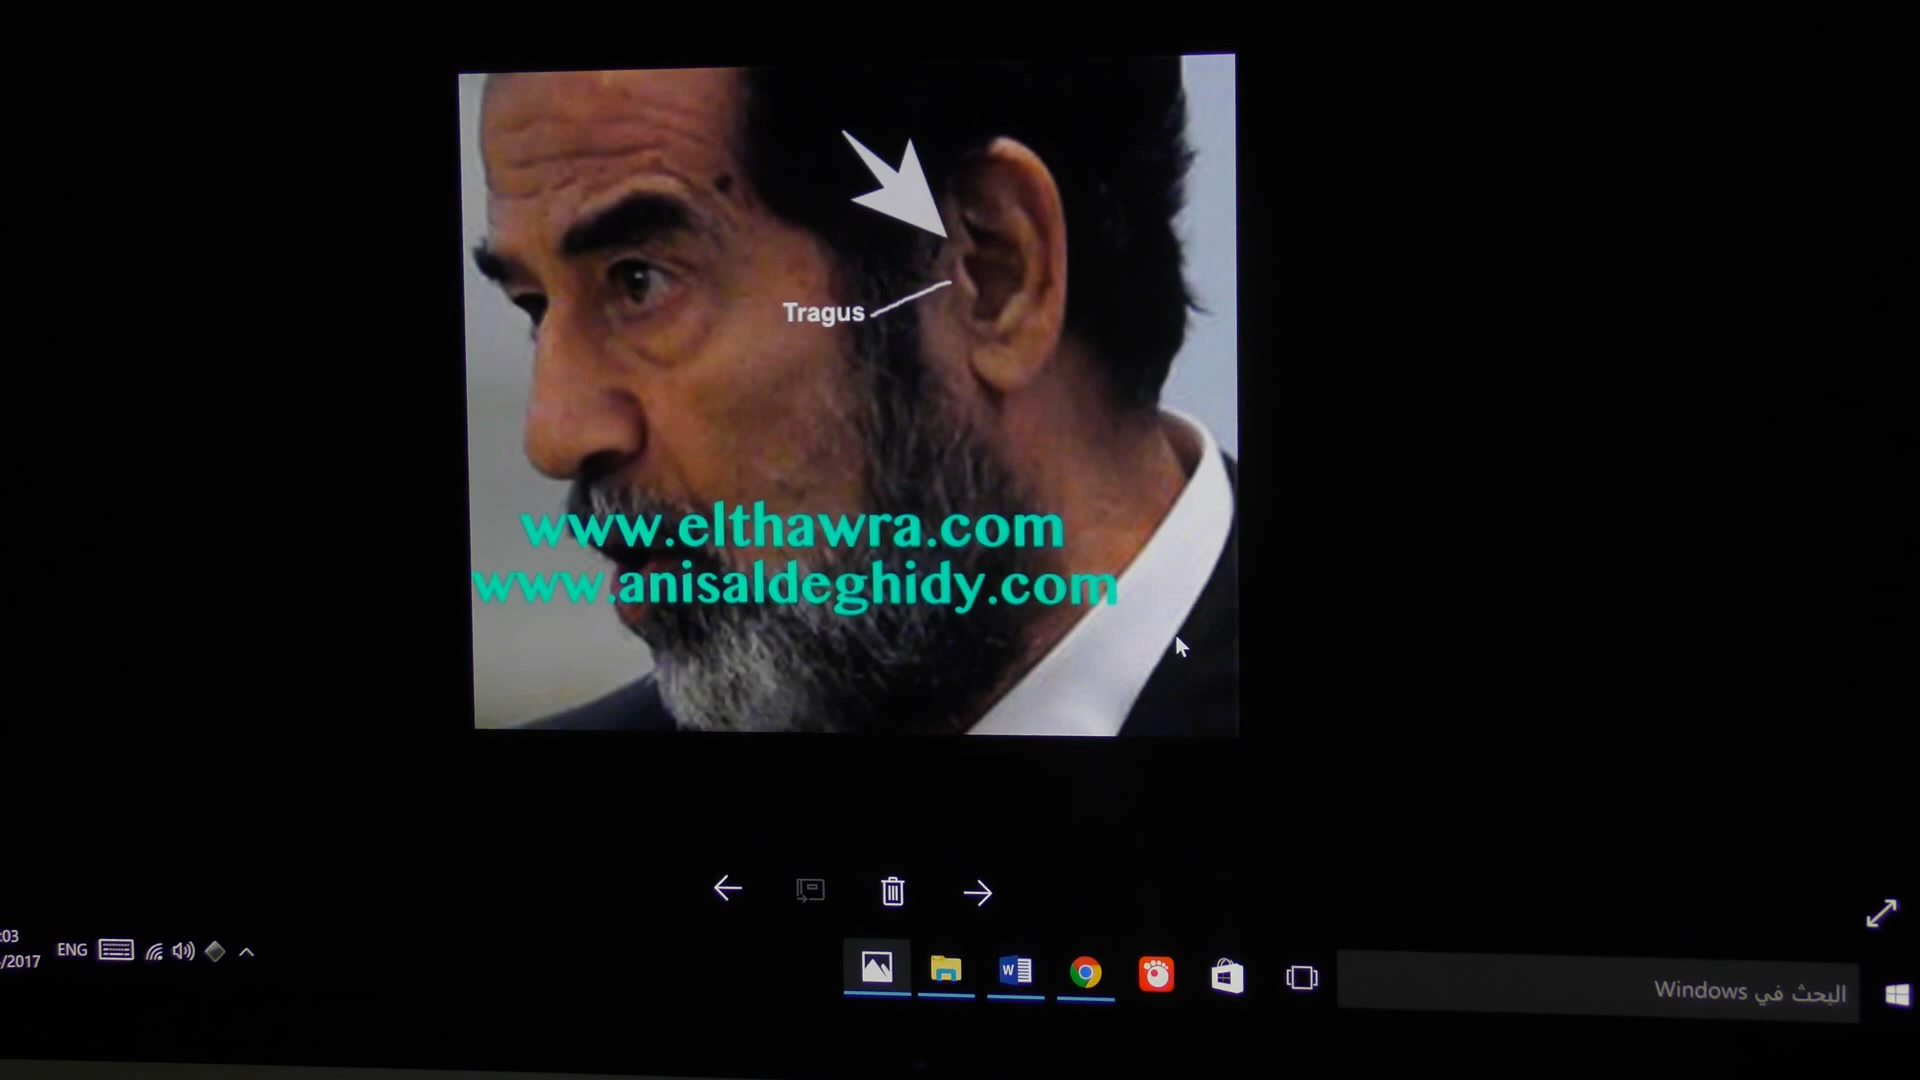 Tragus
www.elthawra.com
www.anisaldeghidy.com
:03
/2017
ENG
البحث في Windows